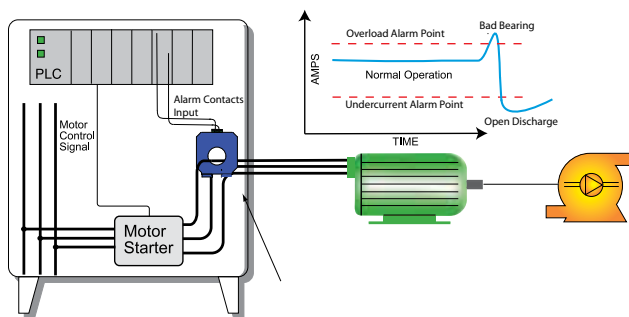 PLC
Alarm Contacts
Input
Motor
Control
Signal
Motor
Starter
AMPS
Overload Alarm Point
Bad Bearing
Normal Operation
Undercurrent Alarm Point
Open Discharge
TIME